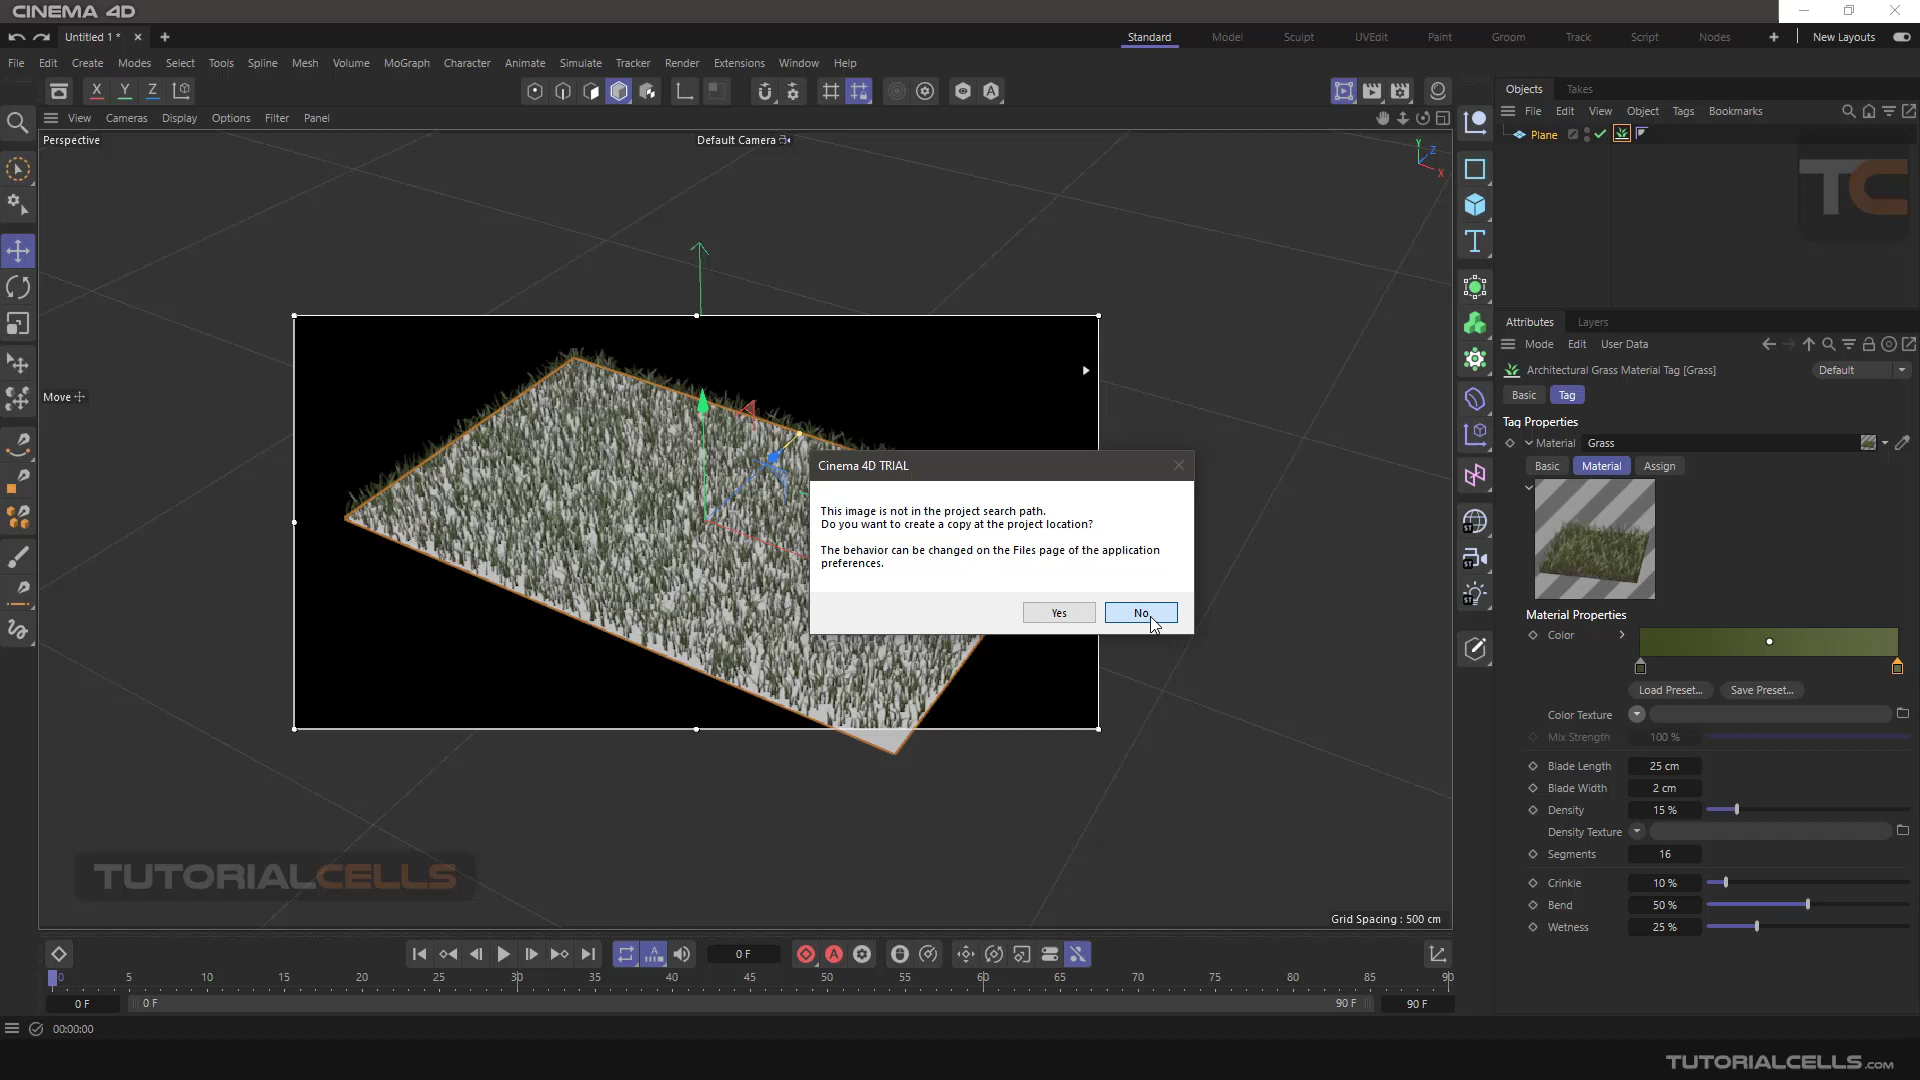 CINEMA 4D
Untitled 1 *
Standard Model Sculpt UVEdit Paint Groom Track Script Nodes New Layouts
File Edit Create Modes Select Tools Spline Mesh Volume MoGraph Character Animate Simulate Tracker Render Extensions Window Help
X Y Z
Objects Takes
View Cameras Display Options Filter Panel
File Edit View Object Tags Bookmarks
Perspective
Default Camera
Plane
Y
Z
X
TC
Attributes Layers
Mode Edit User Data
Architectural Grass Material Tag [Grass]
Default
Basic Tag
Move
Tag Properties
Material Grass
Basic Material Assign
Cinema 4D TRIAL
This image is not in the project search path.
Do you want to create a copy at the project location?
The behavior can be changed on the Files page of the application
preferences.
Yes No
ST
ST
ST
Material Properties
Color
Load Preset... Save Preset...
Color Texture
Mix Strength 100 %
Blade Length 25 cm
Blade Width 2 cm
Density 15 %
Density Texture
Segments 16
Crinkle 10 %
Bend 50 %
Wetness 25 %
TUTORIALCELLS
Grid Spacing : 500 cm
0 F
0 5 10 15 20 25 30 35 40 45 50 55 60 65 70 75 80 85 90
0 F 0 F 90 F 90 F
00:00:00
TUTORIALCELLS.COM